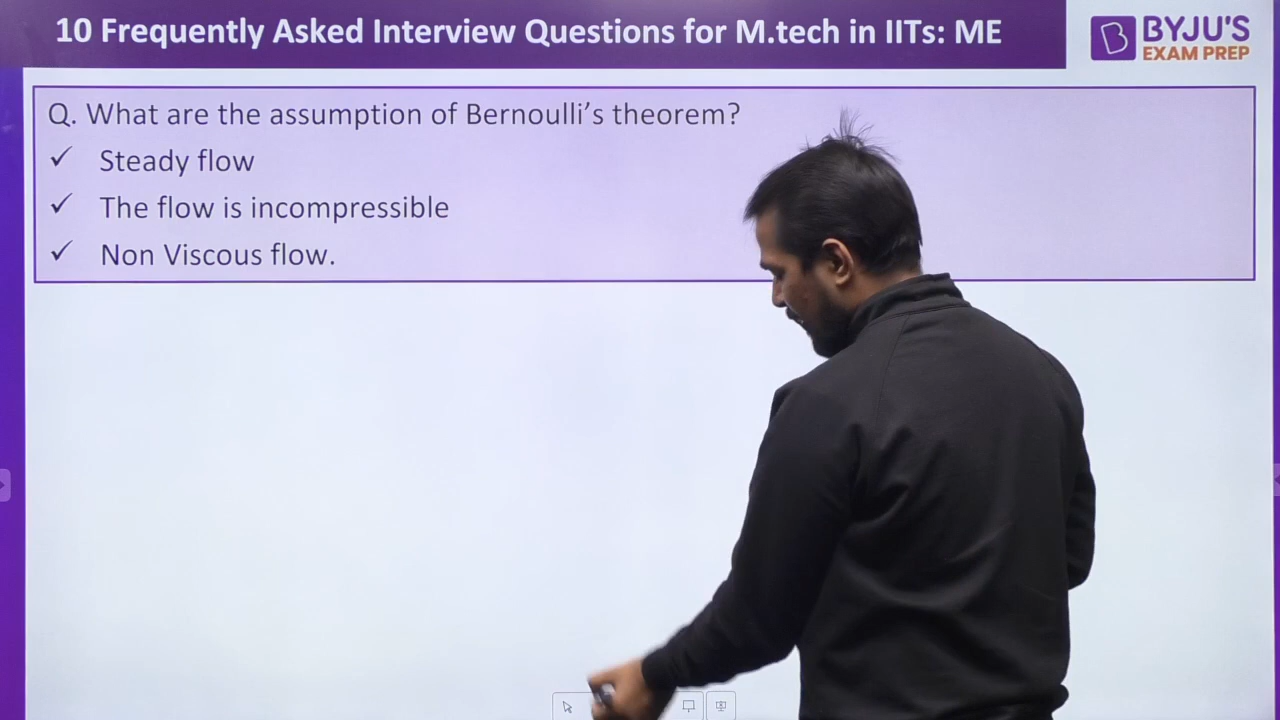 10 Frequently Asked Interview Questions for M.tech in IITs: ME
BYJU'S
EXAM PREP
Q. What are the assumption of Bernoulli’s theorem?
✓ Steady flow
✓ The flow is incompressible
✓ Non Viscous flow.